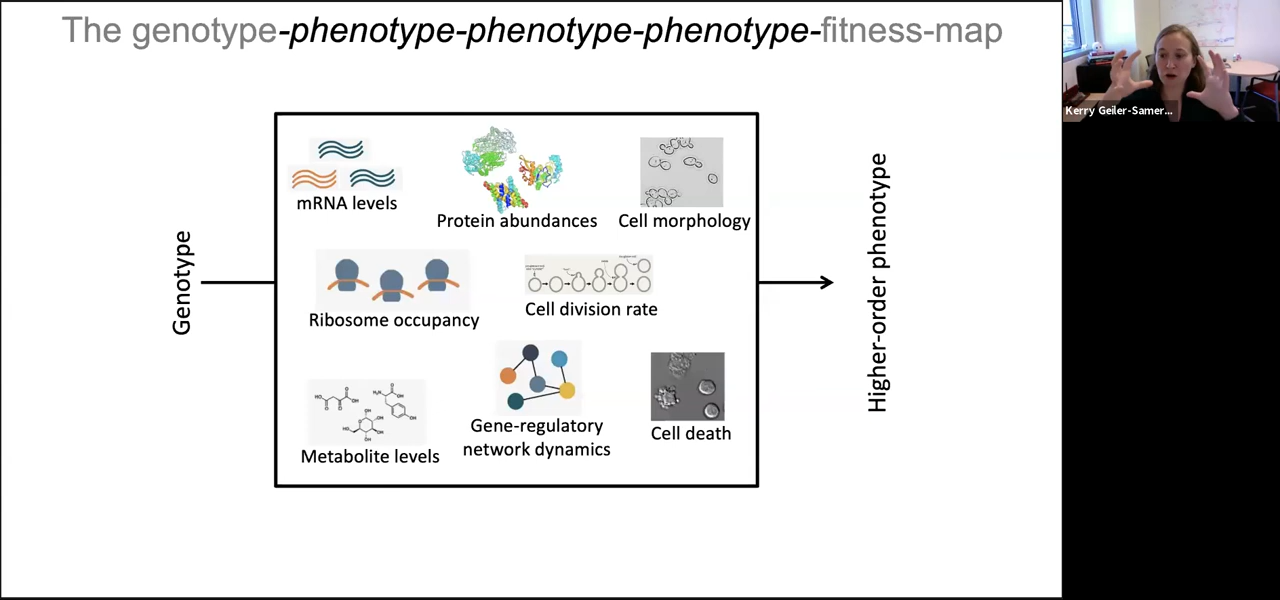 The genotype-phenotype-phenotype-phenotype-fitness-map
Kerry Geiler-Samer...
mRNA levels
Protein abundances
Cell morphology
Genotype
Ribosome occupancy
Cell division rate
Higher-order phenotype
Metabolite levels
Gene-regulatory
network dynamics
Cell death